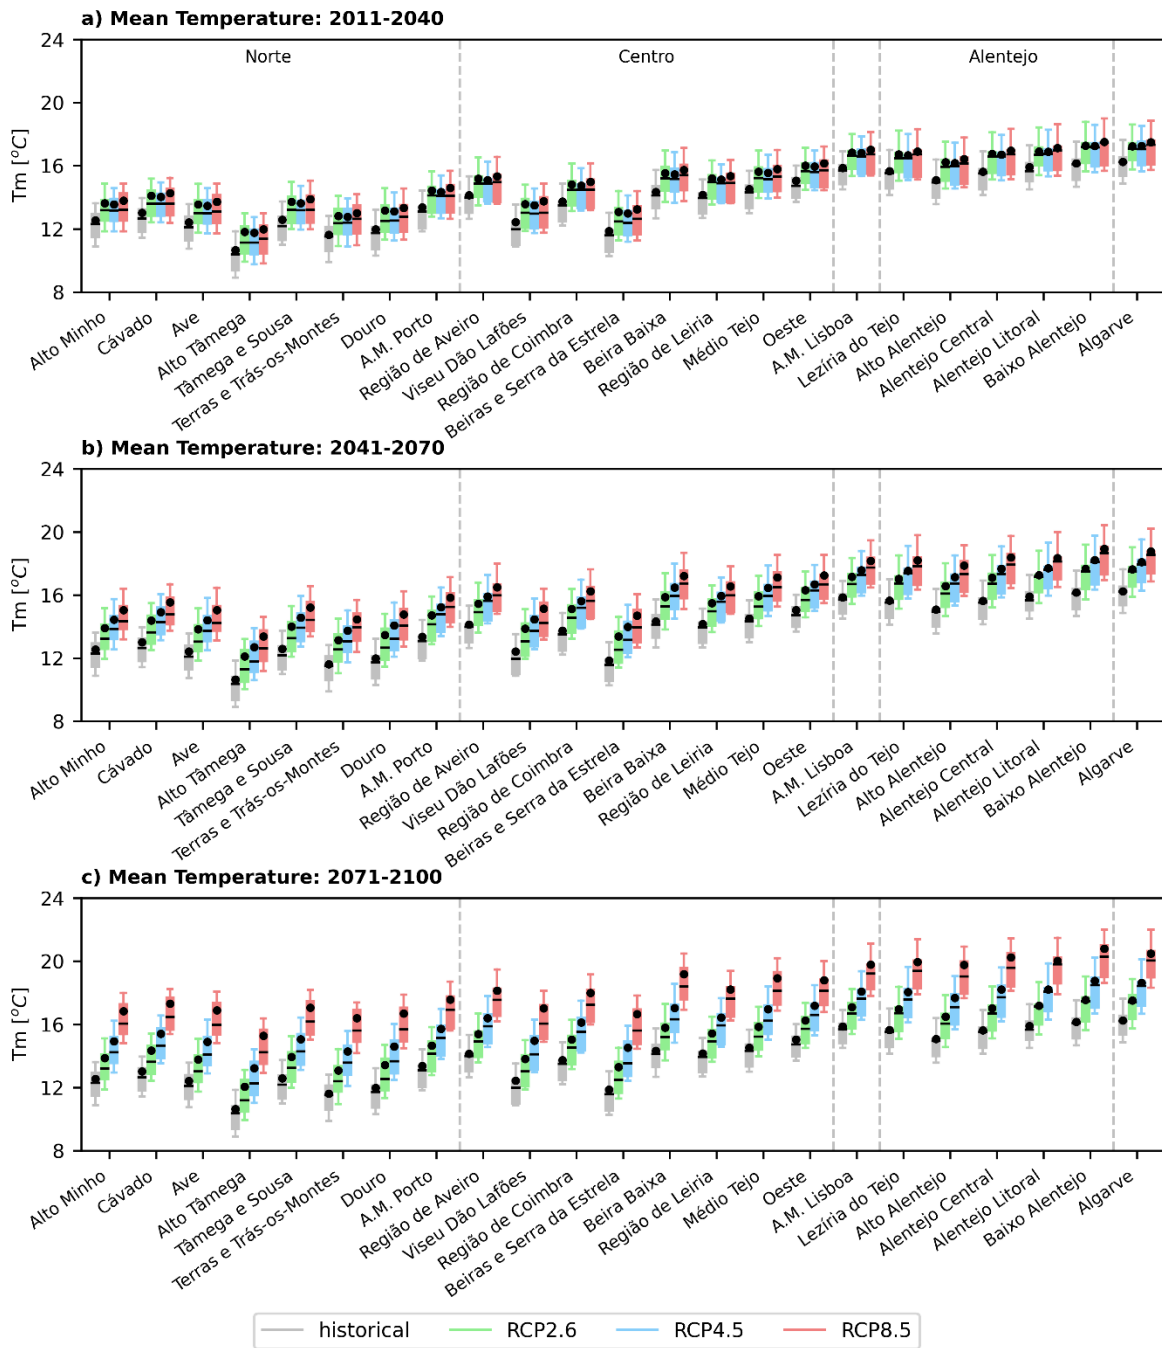 a) Mean Temperature: 2011-2040
Norte
Centro
Alentejo
Tm [°C]
24
20
16
12
8
Alto Minho
Cávado
Ave
Alto Tâmega
Tâmega e Sousa
Terras e Trás-os-Montes
Douro
A.M. Porto
Região de Aveiro
Viseu Dão Lafões
Região de Coimbra
Beiras e Serra da Estrela
Beira Baixa
Região de Leiria
Médio Tejo
Oeste
A.M. Lisboa
Lezíria do Tejo
Alto Alentejo
Alentejo Central
Alentejo Litoral
Baixo Alentejo
Algarve
b) Mean Temperature: 2041-2070
Tm [°C]
24
20
16
12
8
Alto Minho
Cávado
Ave
Alto Tâmega
Tâmega e Sousa
Terras e Trás-os-Montes
Douro
A.M. Porto
Região de Aveiro
Viseu Dão Lafões
Região de Coimbra
Beiras e Serra da Estrela
Beira Baixa
Região de Leiria
Médio Tejo
Oeste
A.M. Lisboa
Lezíria do Tejo
Alto Alentejo
Alentejo Central
Alentejo Litoral
Baixo Alentejo
Algarve
c) Mean Temperature: 2071-2100
Tm [°C]
24
20
16
12
8
Alto Minho
Cávado
Ave
Alto Tâmega
Tâmega e Sousa
Terras e Trás-os-Montes
Douro
A.M. Porto
Região de Aveiro
Viseu Dão Lafões
Região de Coimbra
Beiras e Serra da Estrela
Beira Baixa
Região de Leiria
Médio Tejo
Oeste
A.M. Lisboa
Lezíria do Tejo
Alto Alentejo
Alentejo Central
Alentejo Litoral
Baixo Alentejo
Algarve
historical
RCP2.6
RCP4.5
RCP8.5